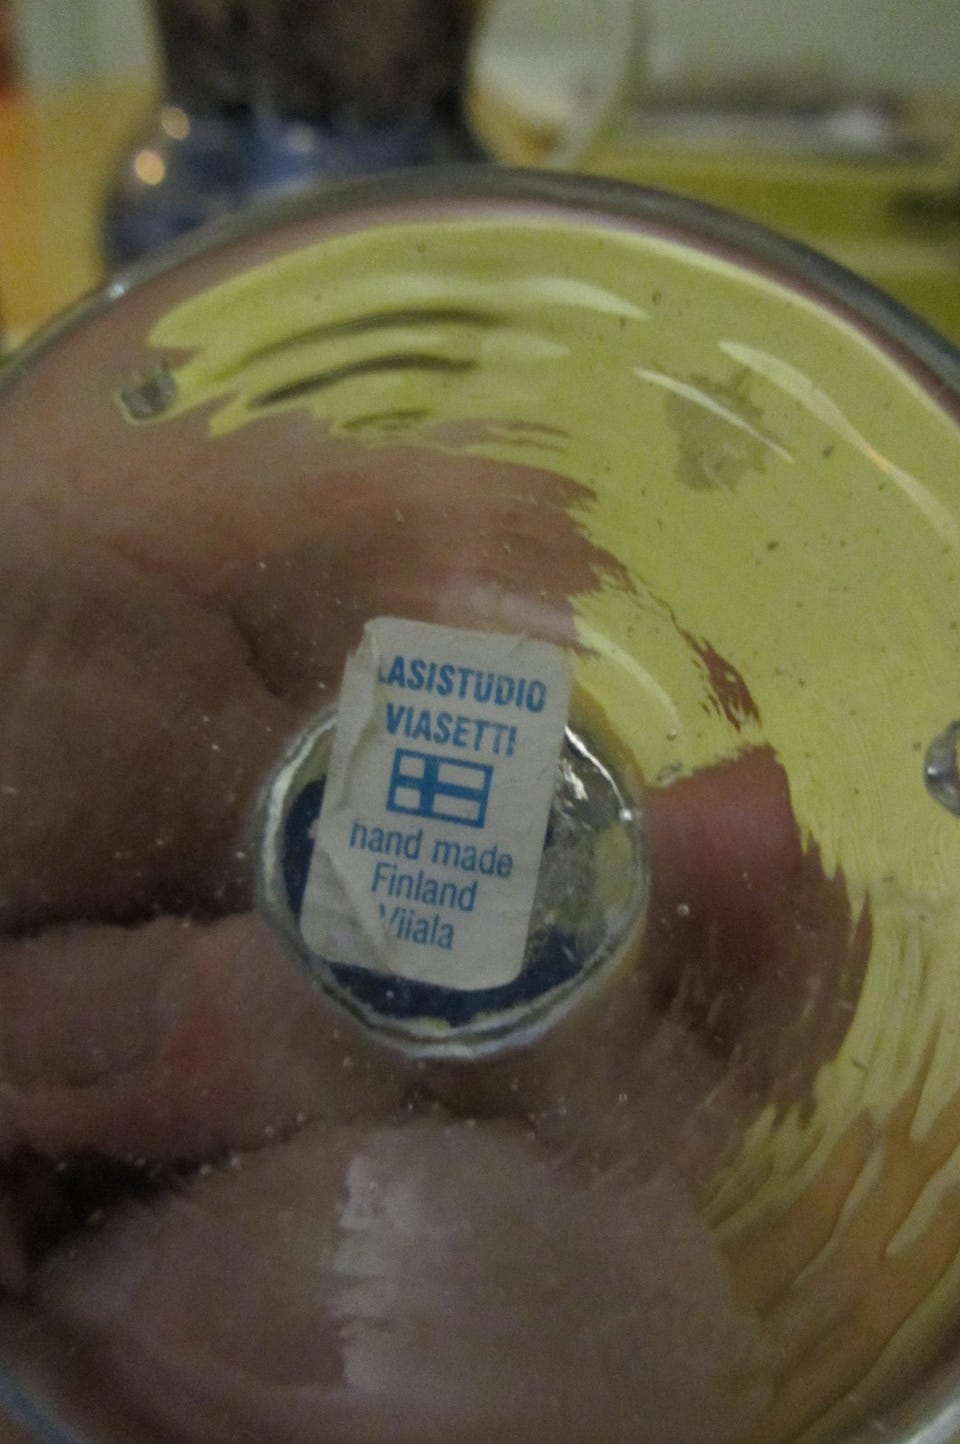 LASISTUDIO
VIASETTI
hand made
Finland
Viiala